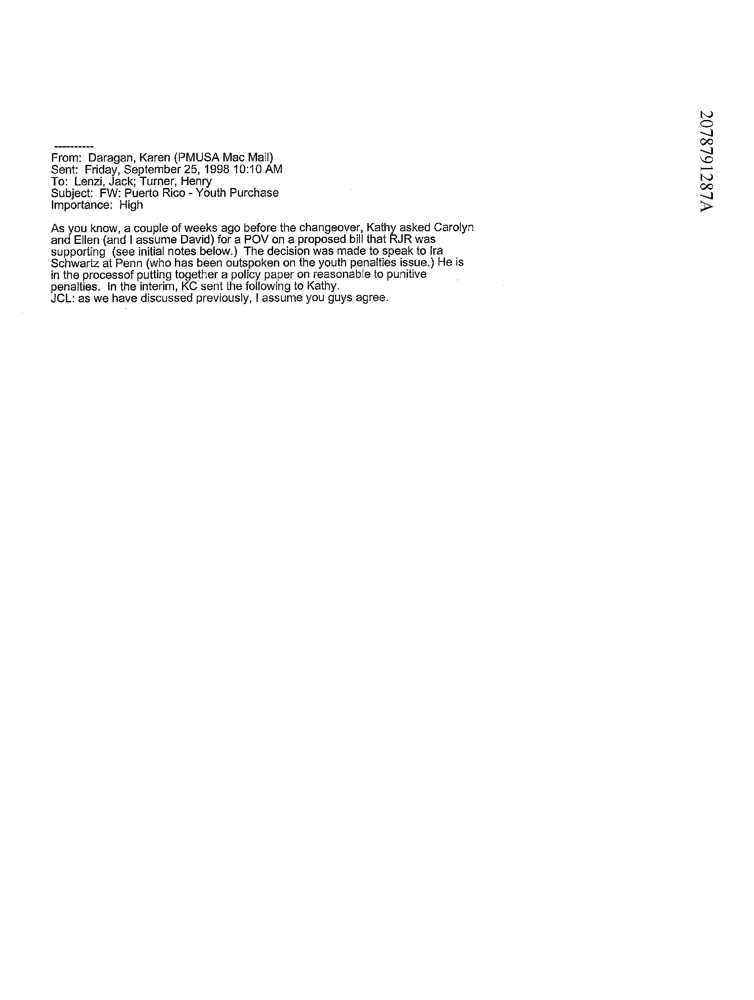 ----------
From: Daragan, Karen (PMUSA Mac Mail)
Sent: Friday, September 25, 1998 10:10 AM
To: Lenzi, Jack; Turner, Henry
Subject: FW: Puerto Rico - Youth Purchase
Importance: High
As you know, a couple of weeks ago before the changeover, Kathy asked Carolyn
and Ellen (and I assume David) for a POV on a proposed bill that RJR was
supporting (see initial notes below.) The decision was made to speak to Ira
Schwartz at Penn (who has been outspoken on the youth penalties issue.) He is
in the processof putting together a policy paper on reasonable to punitive
penalties. In the interim, KC sent the following to Kathy.
JCL: as we have discussed previously, I assume you guys agree.
2078791287A